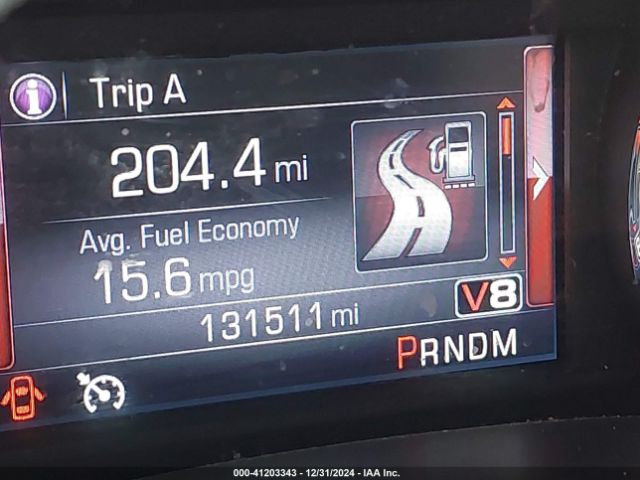 i Trip A
204.4 mi
Avg. Fuel Economy
15.6 mpg
V8
131511 mi
PRNDM
000-41203343 - 12/31/2024 - IAA Inc.